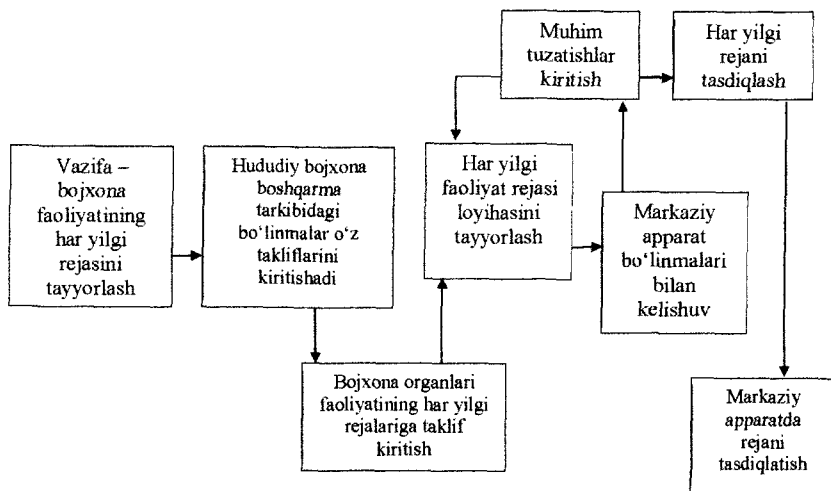 Vazifa –
bojxona
faoliyatining
har yilgi
rejasini
tayyorlash
Hududiy bojxona
boshqarma
tarkibidagi
bo‘linmalar o‘z
takliflarini
kiritishadi
Bojxona organlari
faoliyatining har yilgi
rejalariga taklif
kiritish
Har yilgi
faoliyat rejasi
loyihasini
tayyorlash
Markaziy
apparat
bo‘linmalari
bilan
kelishuv
Muhim
tuzatishlar
kiritish
Har yilgi
rejani
tasdiqlash
Markaziy
apparatda
rejani
tasdiqlatish